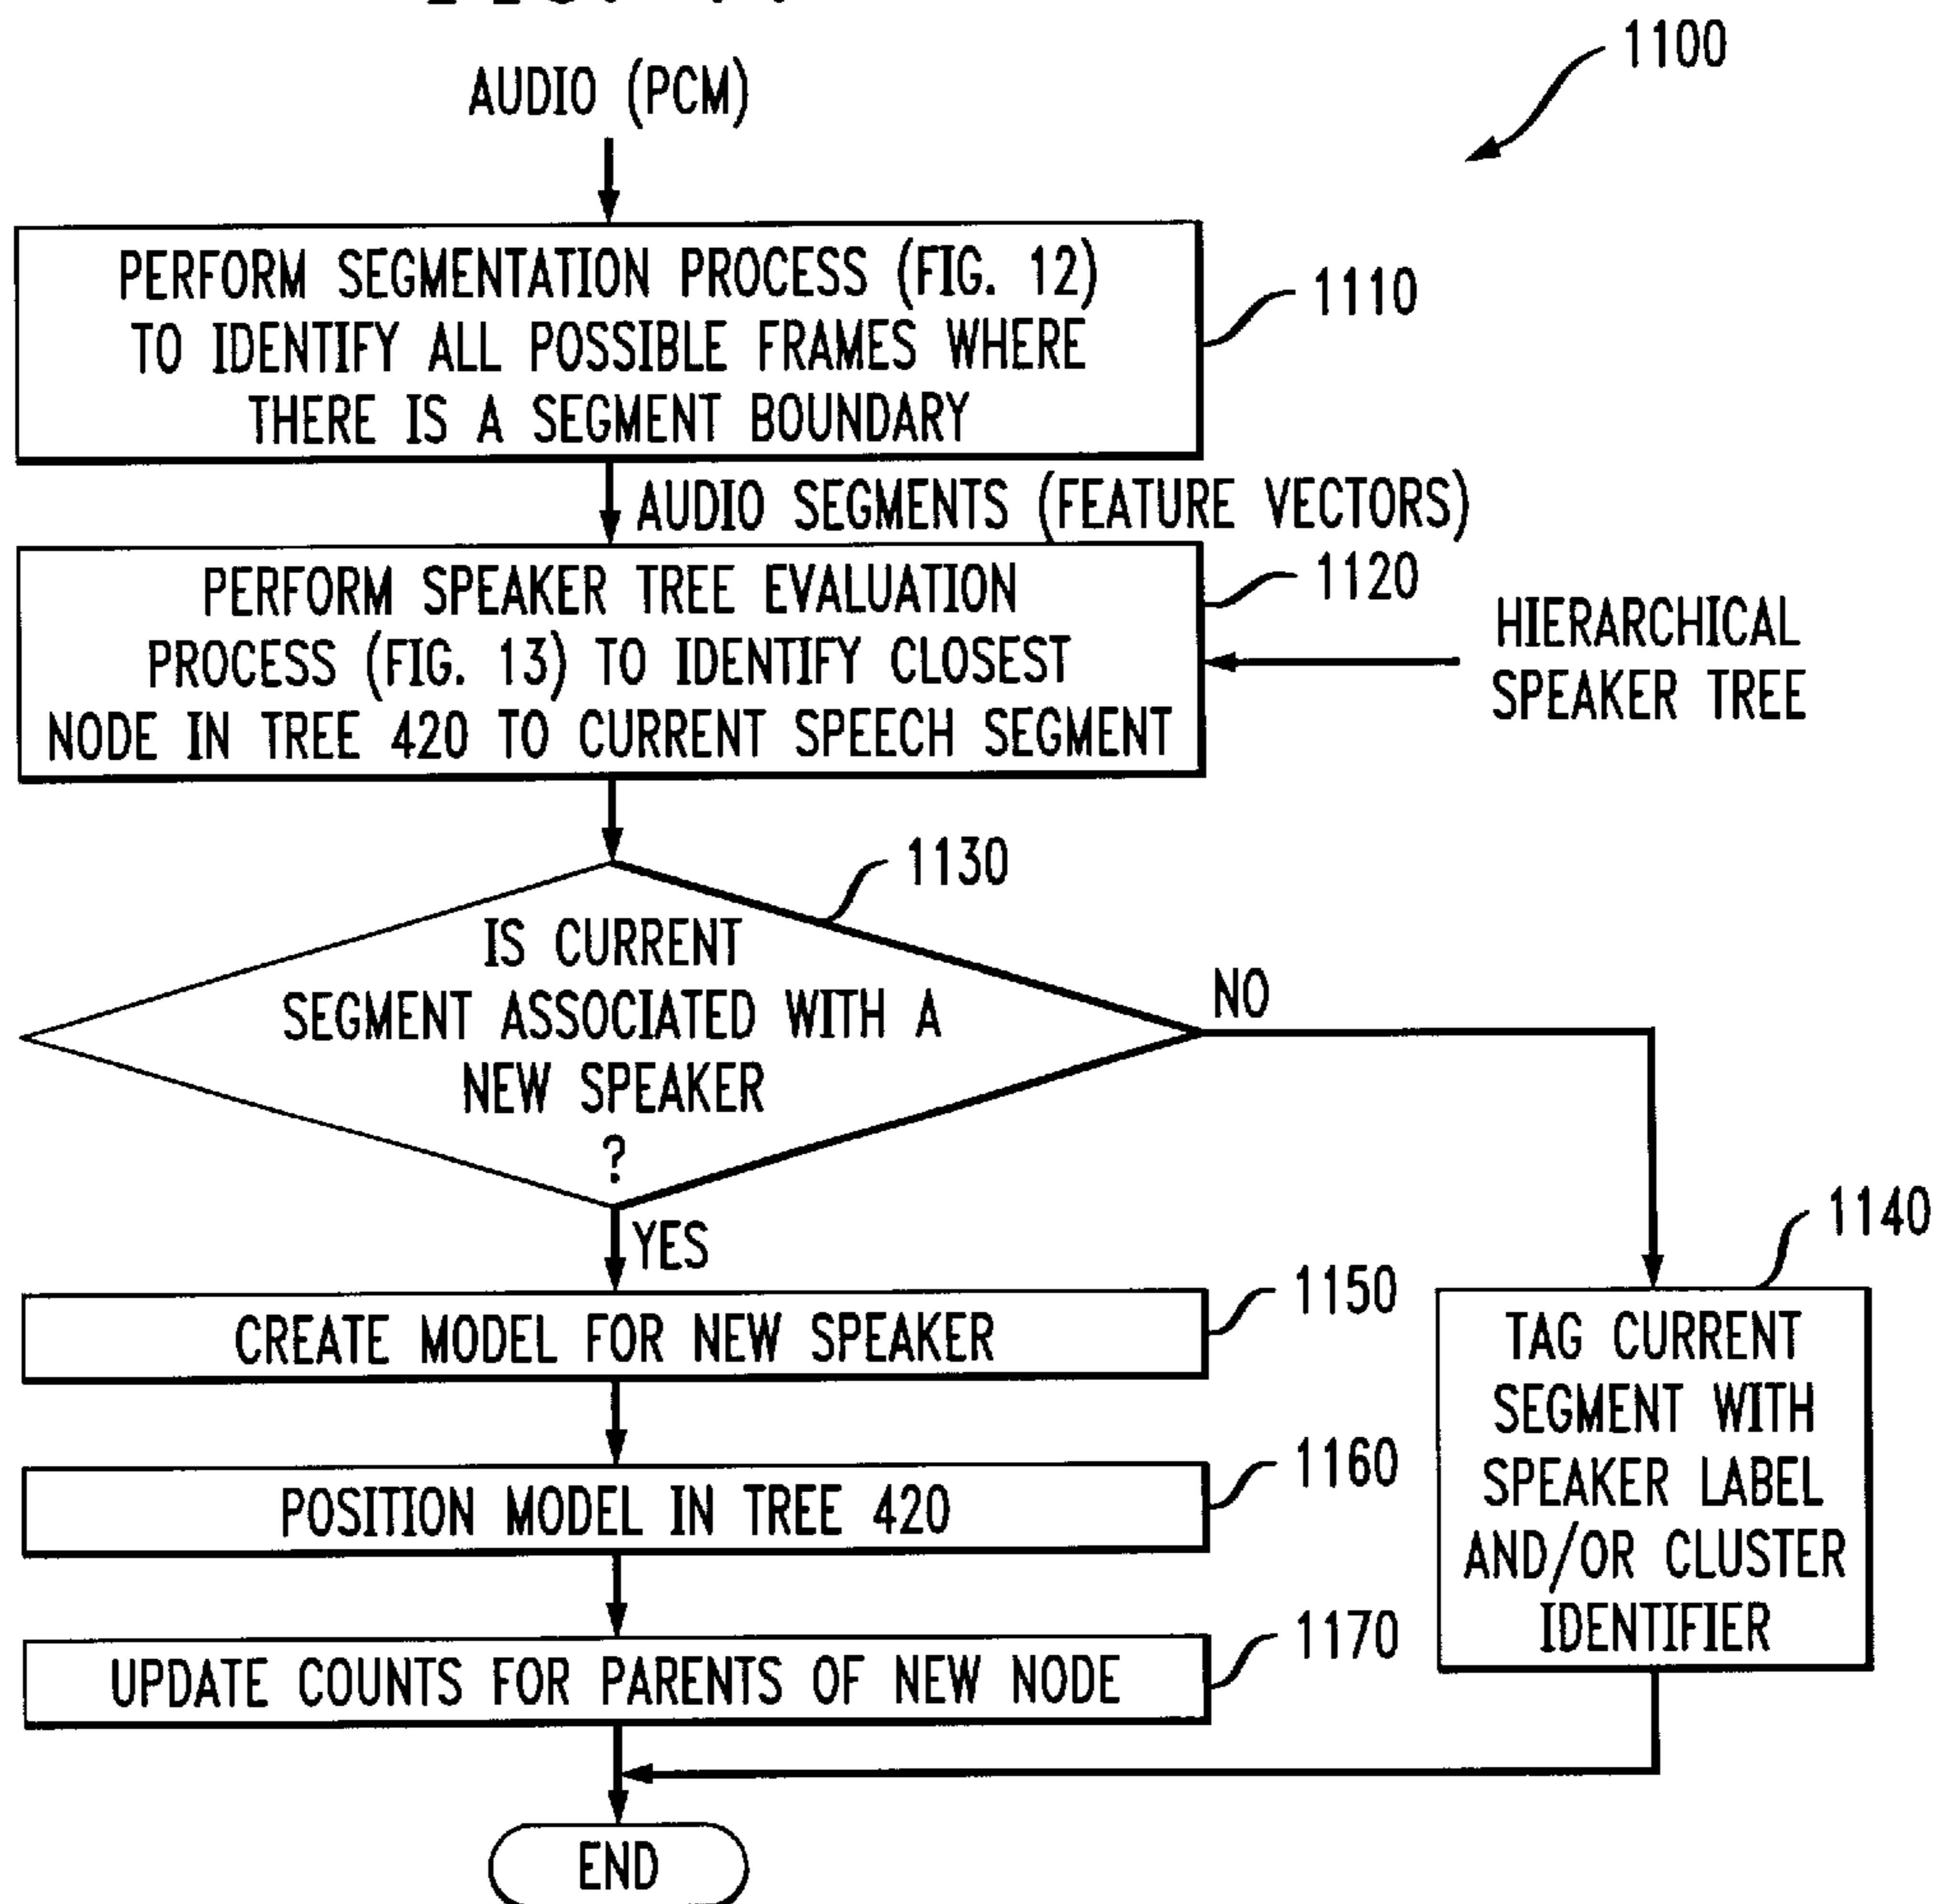 1100
AUDIO (PCM)
PERFORM SEGMENTATION PROCESS (FIG. 12)
TO IDENTIFY ALL POSSIBLE FRAMES WHERE
THERE IS A SEGMENT BOUNDARY
1110
AUDIO SEGMENTS (FEATURE VECTORS)
PERFORM SPEAKER TREE EVALUATION
PROCESS (FIG. 13) TO IDENTIFY CLOSEST
NODE IN TREE 420 TO CURRENT SPEECH SEGMENT
1120
HIERARCHICAL
SPEAKER TREE
1130
IS CURRENT
SEGMENT ASSOCIATED WITH A
NEW SPEAKER
?
NO
YES
1140
TAG CURRENT
SEGMENT WITH
SPEAKER LABEL
AND/OR CLUSTER
IDENTIFIER
CREATE MODEL FOR NEW SPEAKER
1150
POSITION MODEL IN TREE 420
1160
UPDATE COUNTS FOR PARENTS OF NEW NODE
1170
END